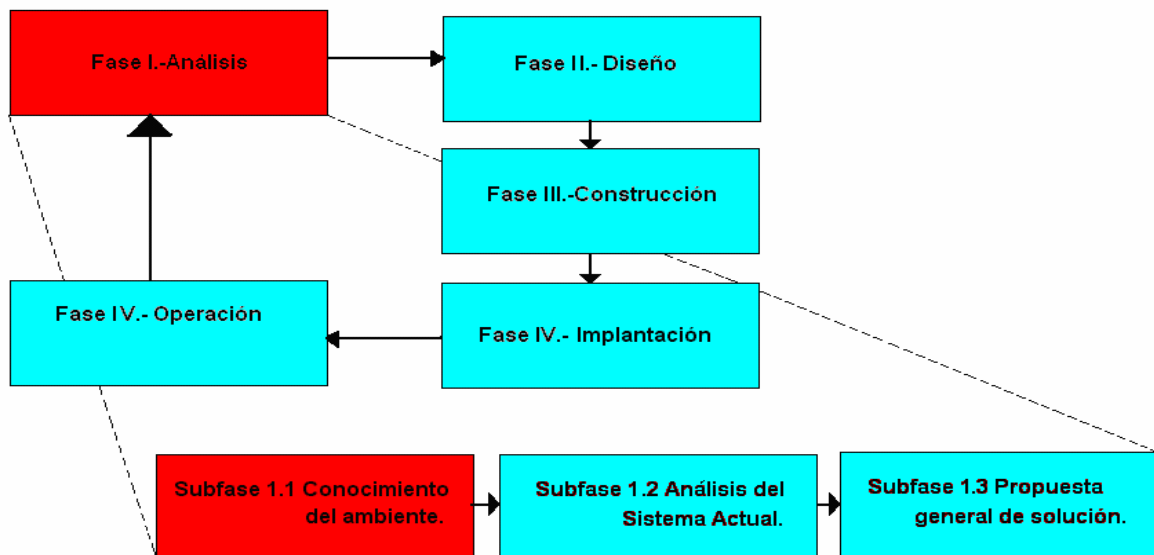 Fase I.-Análisis
Fase II.- Diseño
Fase III.-Construcción
Fase IV.- Operación
Fase IV.- Implantación
Subfase 1.1 Conocimiento
del ambiente.
Subfase 1.2 Análisis del
Sistema Actual.
Subfase 1.3 Propuesta
general de solución.